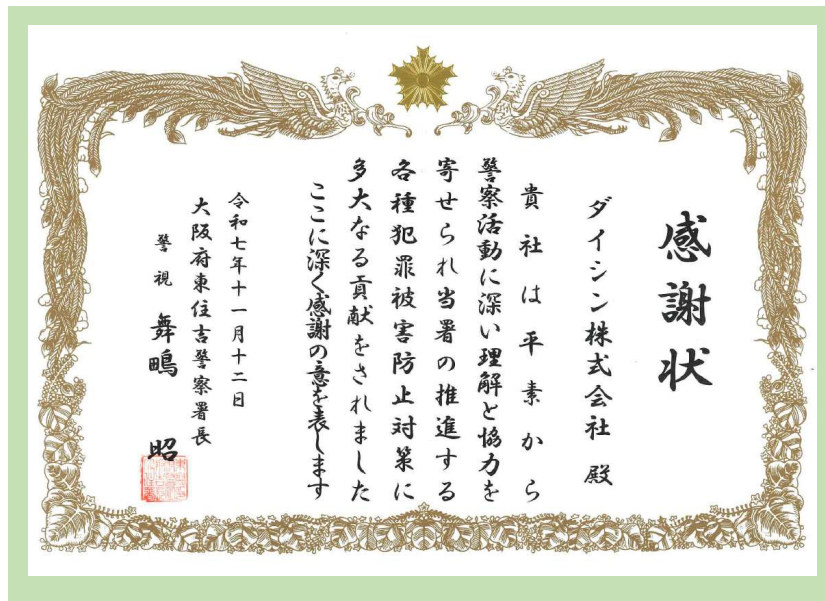 感謝状
ダイシン株式会社 殿
貴社は平素から
警察活動に深い理解と協力を
寄せられ当署の推進する
各種犯罪被害防止対策に
多大なる貢献をされました
ここに深く感謝の意を表します
令和七年十一月十二日
大阪府東住吉警察署長
警視 舞鴫 昭